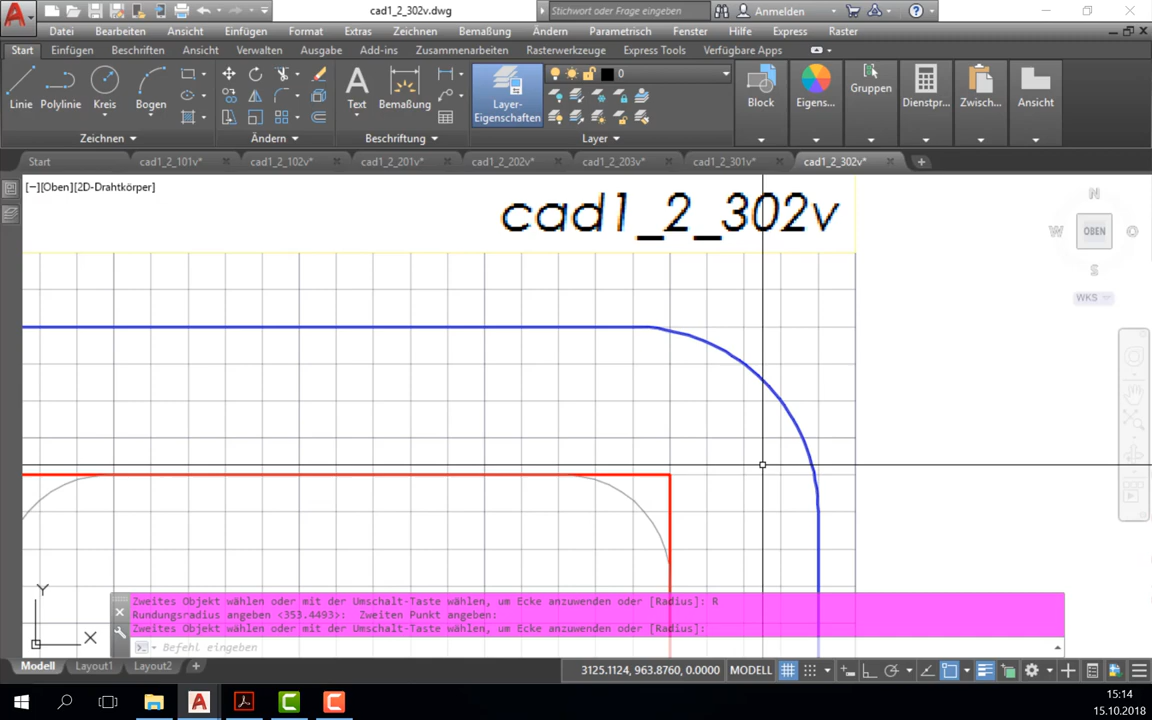 cad1_2_302v.dwg
Stichwort oder Frage eingeben
Anmelden
Datei Bearbeiten Ansicht Einfügen Format Extras Zeichnen Bemaßung Ändern Parametrisch Fenster Hilfe Express Raster
Start Einfügen Beschriften Ansicht Verwalten Ausgabe Add-ins Zusammenarbeiten Rasterwerkzeuge Express Tools Verfügbare Apps
Linie Polylinie Kreis Bogen
Text Bemaßung
Layer-
Eigenschaften
0
Block Eigens... Gruppen Dienstpr... Zwisch... Ansicht
Zeichnen Ändern Beschriftung Layer
Start cad1_2_101v* cad1_2_102v* cad1_2_201v* cad1_2_202v* cad1_2_203v* cad1_2_301v* cad1_2_302v*
[−][Oben][2D-Drahtkörper]
cad1_2_302v
N
W OBEN O
S
WKS
Y
X
Zweites Objekt wählen oder mit der Umschalt-Taste wählen, um Ecke anzuwenden oder [Radius]: R
Rundungsradius angeben <353.4493>: Zweiten Punkt angeben:
Zweites Objekt wählen oder mit der Umschalt-Taste wählen, um Ecke anzuwenden oder [Radius]:
Befehl eingeben
Modell Layout1 Layout2
3125.1124, 963.8760, 0.0000 MODELL
15:14
15.10.2018